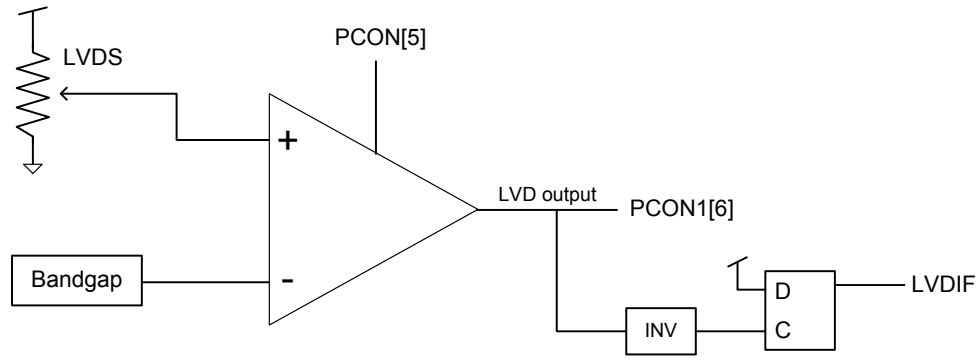 PCON[5]
LVDS
+
LVD output
PCON1[6]
Bandgap
-
D
LVDIF
INV
C